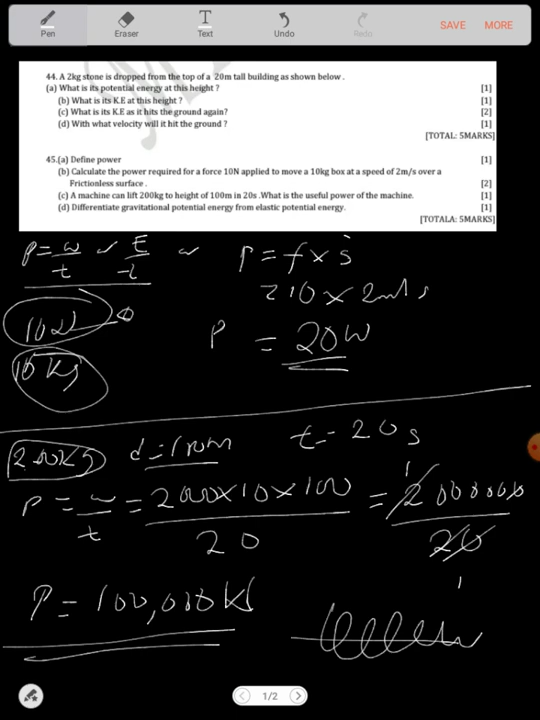 Pen
Eraser
Text
Undo
Redo
SAVE
MORE
44. A 2kg stone is dropped from the top of a 20m tall building as shown below .
(a) What is its potential energy at this height ? [1]
(b) What is its K.E at this height ? [1]
(c) What is its K.E as it hits the ground again? [2]
(d) With what velocity will it hit the ground ? [1]
[TOTAL: 5MARKS]
45.(a) Define power [1]
(b) Calculate the power required for a force 10N applied to move a 10kg box at a speed of 2m/s over a
Frictionless surface . [2]
(c) A machine can lift 200kg to height of 100m in 20s .What is the useful power of the machine. [1]
(d) Differentiate gravitational potential energy from elastic potential energy. [1]
[TOTALA: 5MARKS]
P = w/t or E/t or P = f x s
= 10 x 2m/s
10N
P = 20W
10kg
200kg d = 100m t = 20s
P = w/t = 2000x10x100/20 = 2000000/20
1
1
P = 100,000
1/2